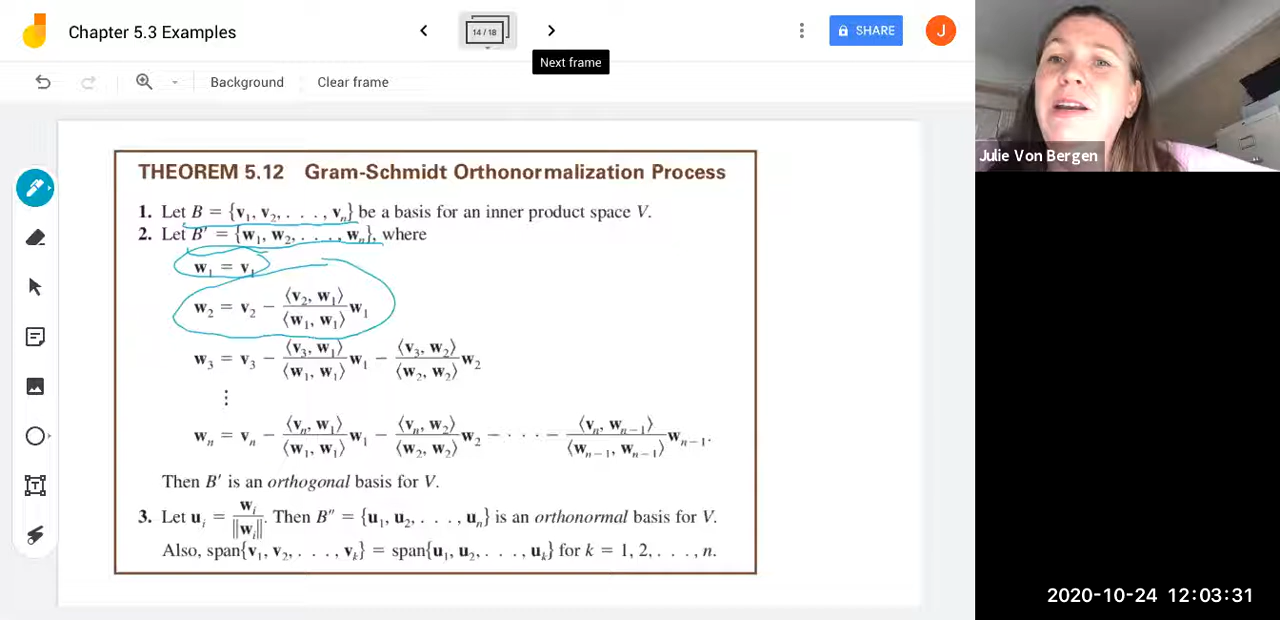 Chapter 5.3 Examples
14 / 18
SHARE
J
Next frame
Background
Clear frame
THEOREM 5.12 Gram-Schmidt Orthonormalization Process
1. Let B = {v₁, v₂, . . . , vₙ} be a basis for an inner product space V.
2. Let B′ = {w₁, w₂, . . . , wₙ}, where
w₁ = v₁
w₂ = v₂ − ⟨v₂, w₁⟩/⟨w₁, w₁⟩ w₁
w₃ = v₃ − ⟨v₃, w₁⟩/⟨w₁, w₁⟩ w₁ − ⟨v₃, w₂⟩/⟨w₂, w₂⟩ w₂
⋮
wₙ = vₙ − ⟨vₙ, w₁⟩/⟨w₁, w₁⟩ w₁ − ⟨vₙ, w₂⟩/⟨w₂, w₂⟩ w₂ − · · · − ⟨vₙ, wₙ₋₁⟩/⟨wₙ₋₁, wₙ₋₁⟩ wₙ₋₁.
Then B′ is an orthogonal basis for V.
3. Let uᵢ = wᵢ/‖wᵢ‖. Then B″ = {u₁, u₂, . . . , uₙ} is an orthonormal basis for V.
Also, span{v₁, v₂, . . . , vₖ} = span{u₁, u₂, . . . , uₖ} for k = 1, 2, . . . , n.
Julie Von Bergen
2020-10-24 12:03:31